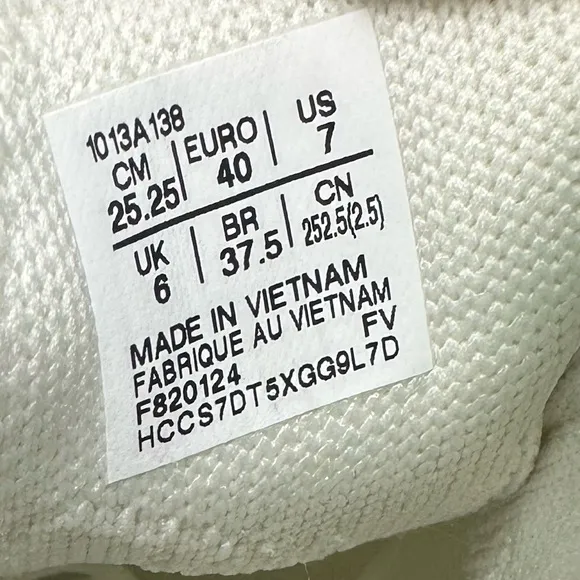 1013A138
CM | EURO | US
25.25 | 40 | 7
UK | BR | CN
6 | 37.5 | 252.5(2.5)
MADE IN VIETNAM
FABRIQUE AU VIETNAM
F820124 FV
HCCS7DT5XGG9L7D